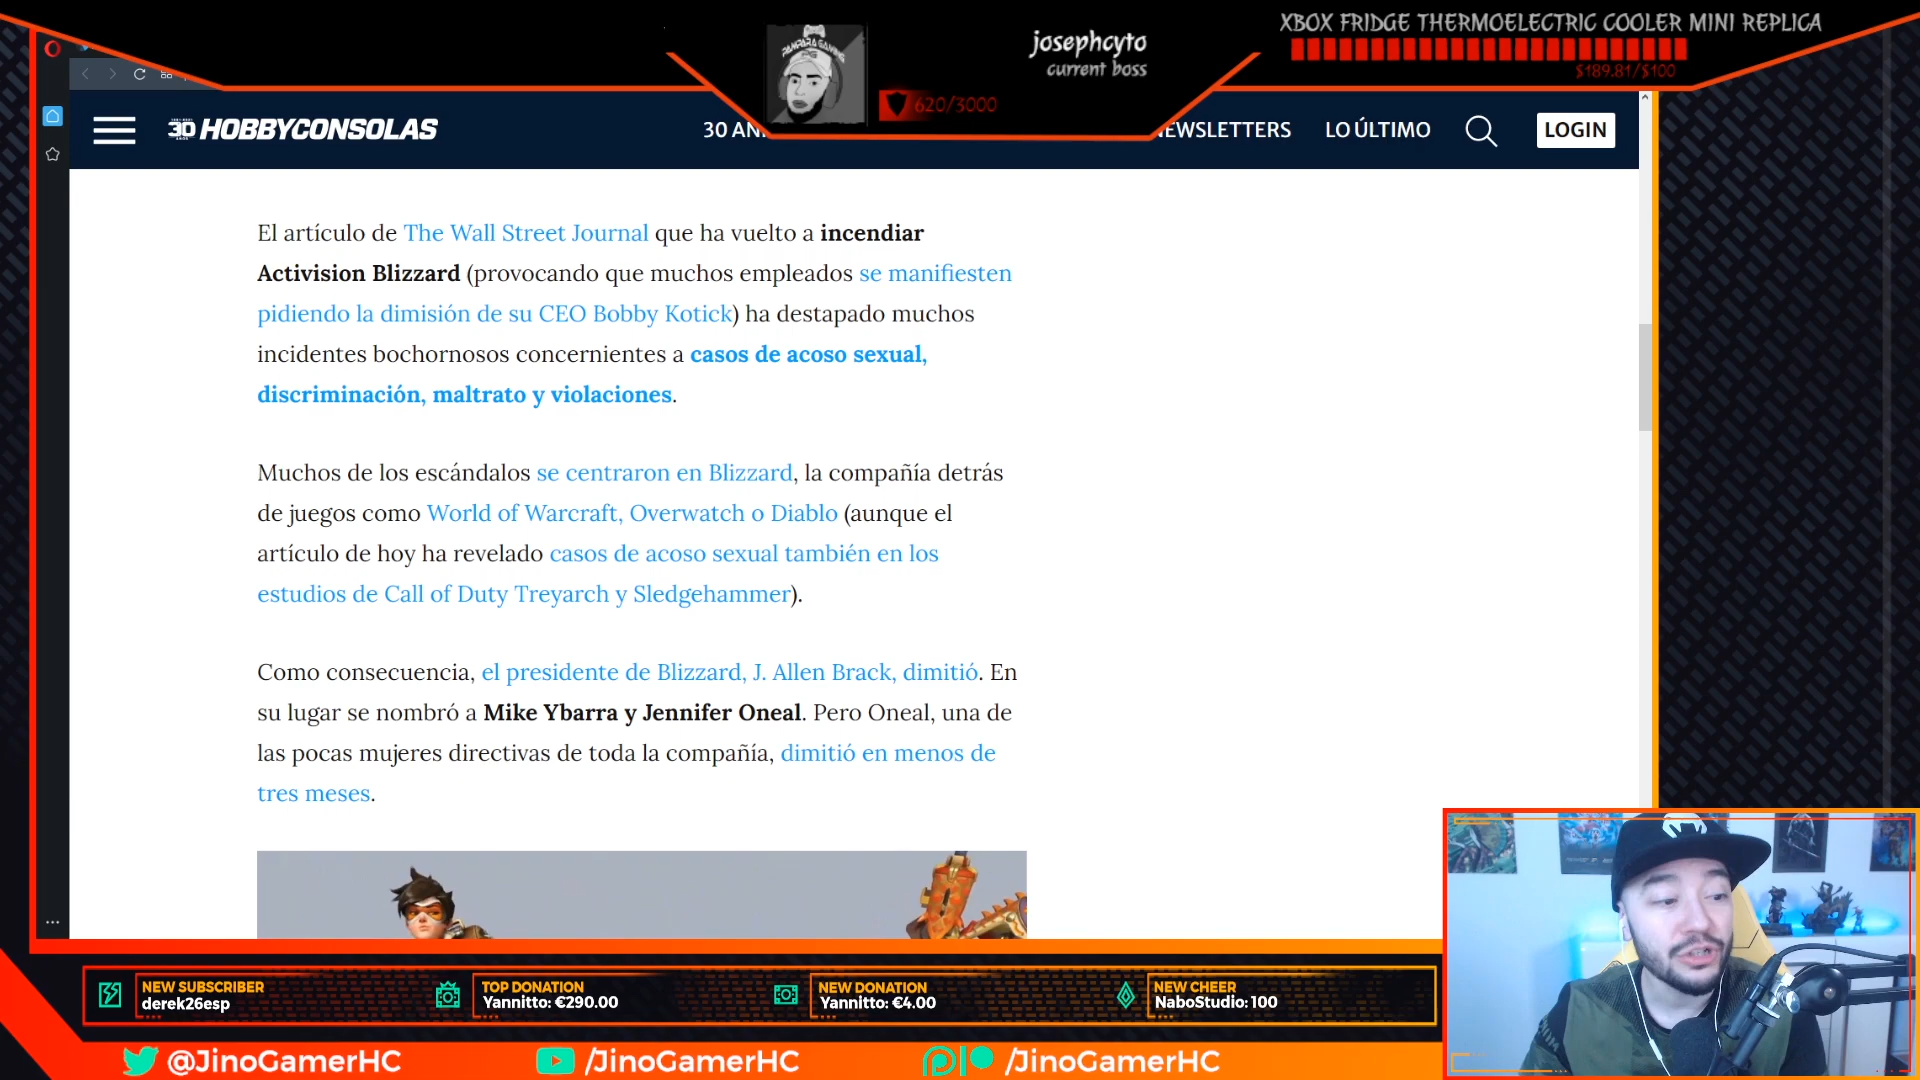 XBOX FRIDGE THERMOELECTRIC COOLER MINI REPLICA
$189.81/$100
josephcyto
current boss
620/3000
30 HOBBYCONSOLAS
30 AN
EWSLETTERS
LO ÚLTIMO
LOGIN
El artículo de The Wall Street Journal que ha vuelto a incendiar
Activision Blizzard (provocando que muchos empleados se manifiesten
pidiendo la dimisión de su CEO Bobby Kotick) ha destapado muchos
incidentes bochornosos concernientes a casos de acoso sexual,
discriminación, maltrato y violaciones.
Muchos de los escándalos se centraron en Blizzard, la compañía detrás
de juegos como World of Warcraft, Overwatch o Diablo (aunque el
artículo de hoy ha revelado casos de acoso sexual también en los
estudios de Call of Duty Treyarch y Sledgehammer).
Como consecuencia, el presidente de Blizzard, J. Allen Brack, dimitió. En
su lugar se nombró a Mike Ybarra y Jennifer Oneal. Pero Oneal, una de
las pocas mujeres directivas de toda la compañía, dimitió en menos de
tres meses.
NEW SUBSCRIBER
derek26esp
TOP DONATION
Yannitto: €290.00
NEW DONATION
Yannitto: €4.00
NEW CHEER
NaboStudio: 100
@JinoGamerHC
/JinoGamerHC
/JinoGamerHC